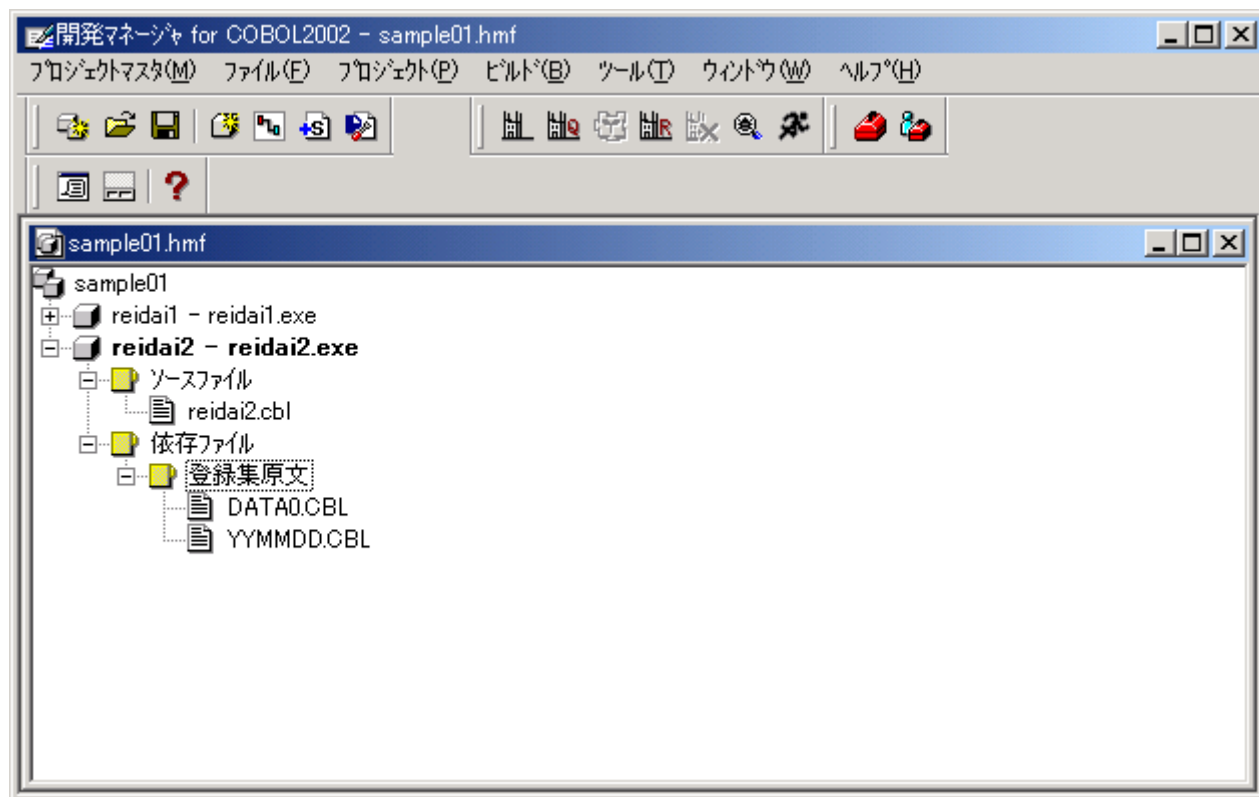 開発マネージャ for COBOL2002 - sample01.hmf
プロジェクトマスタ(M) ファイル(F) プロジェクト(P) ビルド(B) ツール(T) ウィンドウ(W) ヘルプ(H)
sample01.hmf
sample01
reidai1 - reidai1.exe
reidai2 - reidai2.exe
ソースファイル
reidai2.cbl
依存ファイル
登録集原文
DATA0.CBL
YYMMDD.CBL